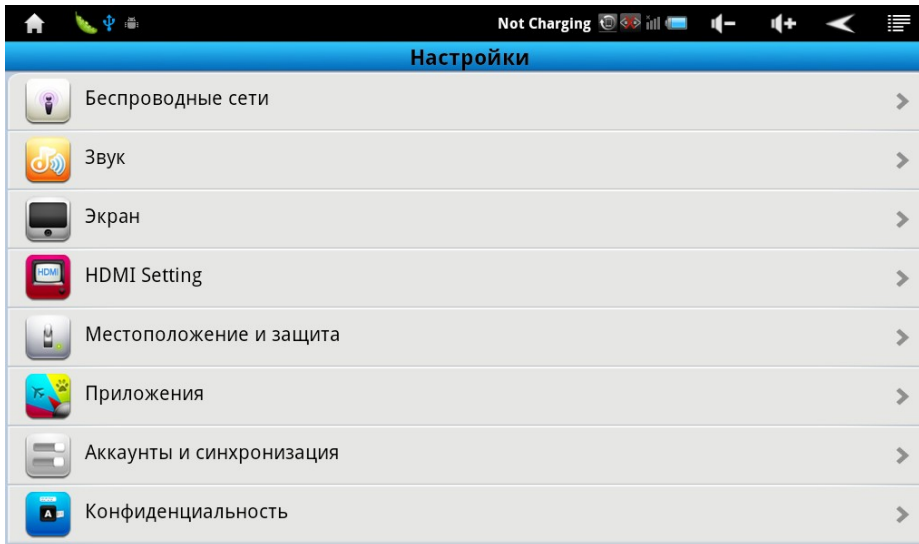 Not Charging
Настройки
Беспроводные сети
Звук
Экран
HDMI
HDMI Setting
Местоположение и защита
Приложения
Аккаунты и синхронизация
A
Конфиденциальность